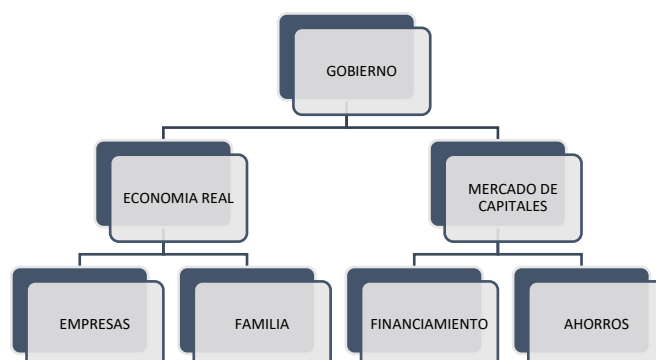 GOBIERNO
ECONOMIA REAL
MERCADO DE
CAPITALES
EMPRESAS
FAMILIA
FINANCIAMIENTO
AHORROS